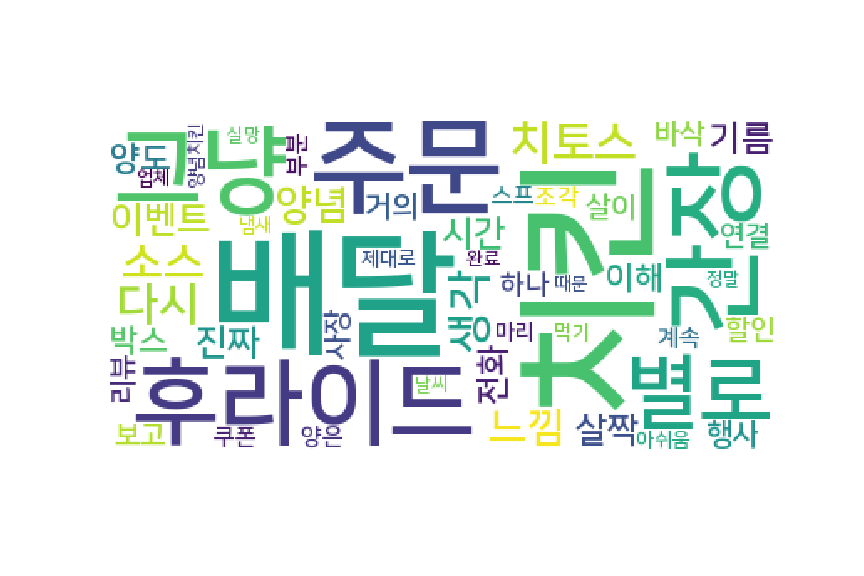 그냥
양도
업체
양념치킨
실망
부분
주문
치토스
바삭
기름
치킨
간장
이벤트
냄새
양념
거의
스프
조각
살이
연결
소스
배달
제대로
시간
완료
하나
때문
이해
정말
다시
생각
박스
진짜
사장
마리
먹기
계속
할인
리뷰
후라이드
날씨
전화
별로
보고
쿠폰
양은
느낌
살짝
아쉬움
행사